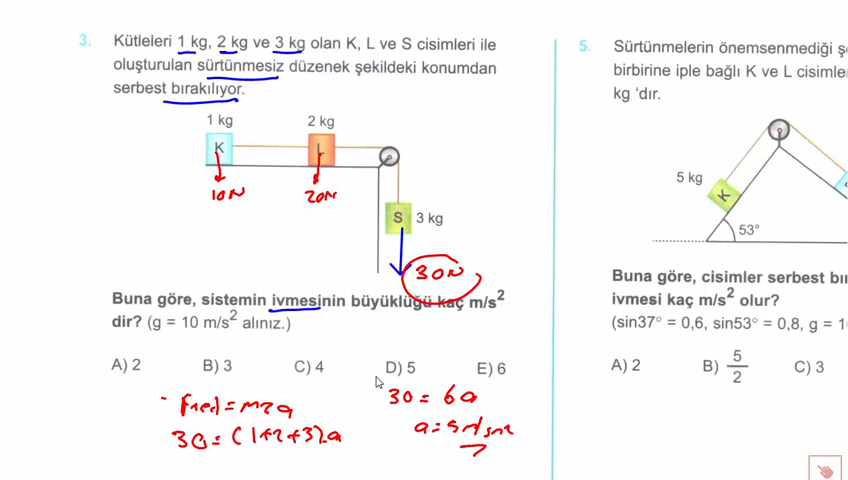 3. Kütleleri 1 kg, 2 kg ve 3 kg olan K, L ve S cisimleri ile
oluşturulan sürtünmesiz düzenek şekildeki konumdan
serbest bırakılıyor.
1 kg 2 kg
K L
10N 20N
S 3 kg
30N
Buna göre, sistemin ivmesinin büyüklüğü kaç m/s²
dir? (g = 10 m/s² alınız.)
A) 2 B) 3 C) 4 D) 5 E) 6
Fnet = m.a
30 = (1+2+3).a
30 = 6a
a = 5 m/sn²
5. Sürtünmelerin önemsenmediği
birbirine iple bağlı K ve L
kg 'dır.
5 kg
K
53°
Buna göre, cisimler serbest
ivmesi kaç m/s² olur?
(sin37° = 0,6, sin53° = 0,8, g =
A) 2 B) 5/2 C) 3